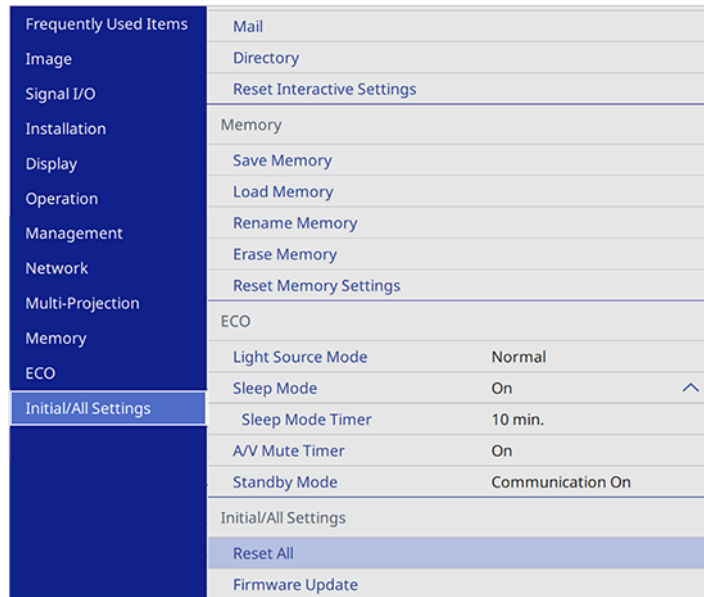 Frequently Used Items
Image
Signal I/O
Installation
Display
Operation
Management
Network
Multi-Projection
Memory
ECO
Initial/All Settings
Mail
Directory
Reset Interactive Settings
Memory
Save Memory
Load Memory
Rename Memory
Erase Memory
Reset Memory Settings
ECO
Light Source Mode Normal
Sleep Mode On
Sleep Mode Timer 10 min.
A/V Mute Timer On
Standby Mode Communication On
Initial/All Settings
Reset All
Firmware Update